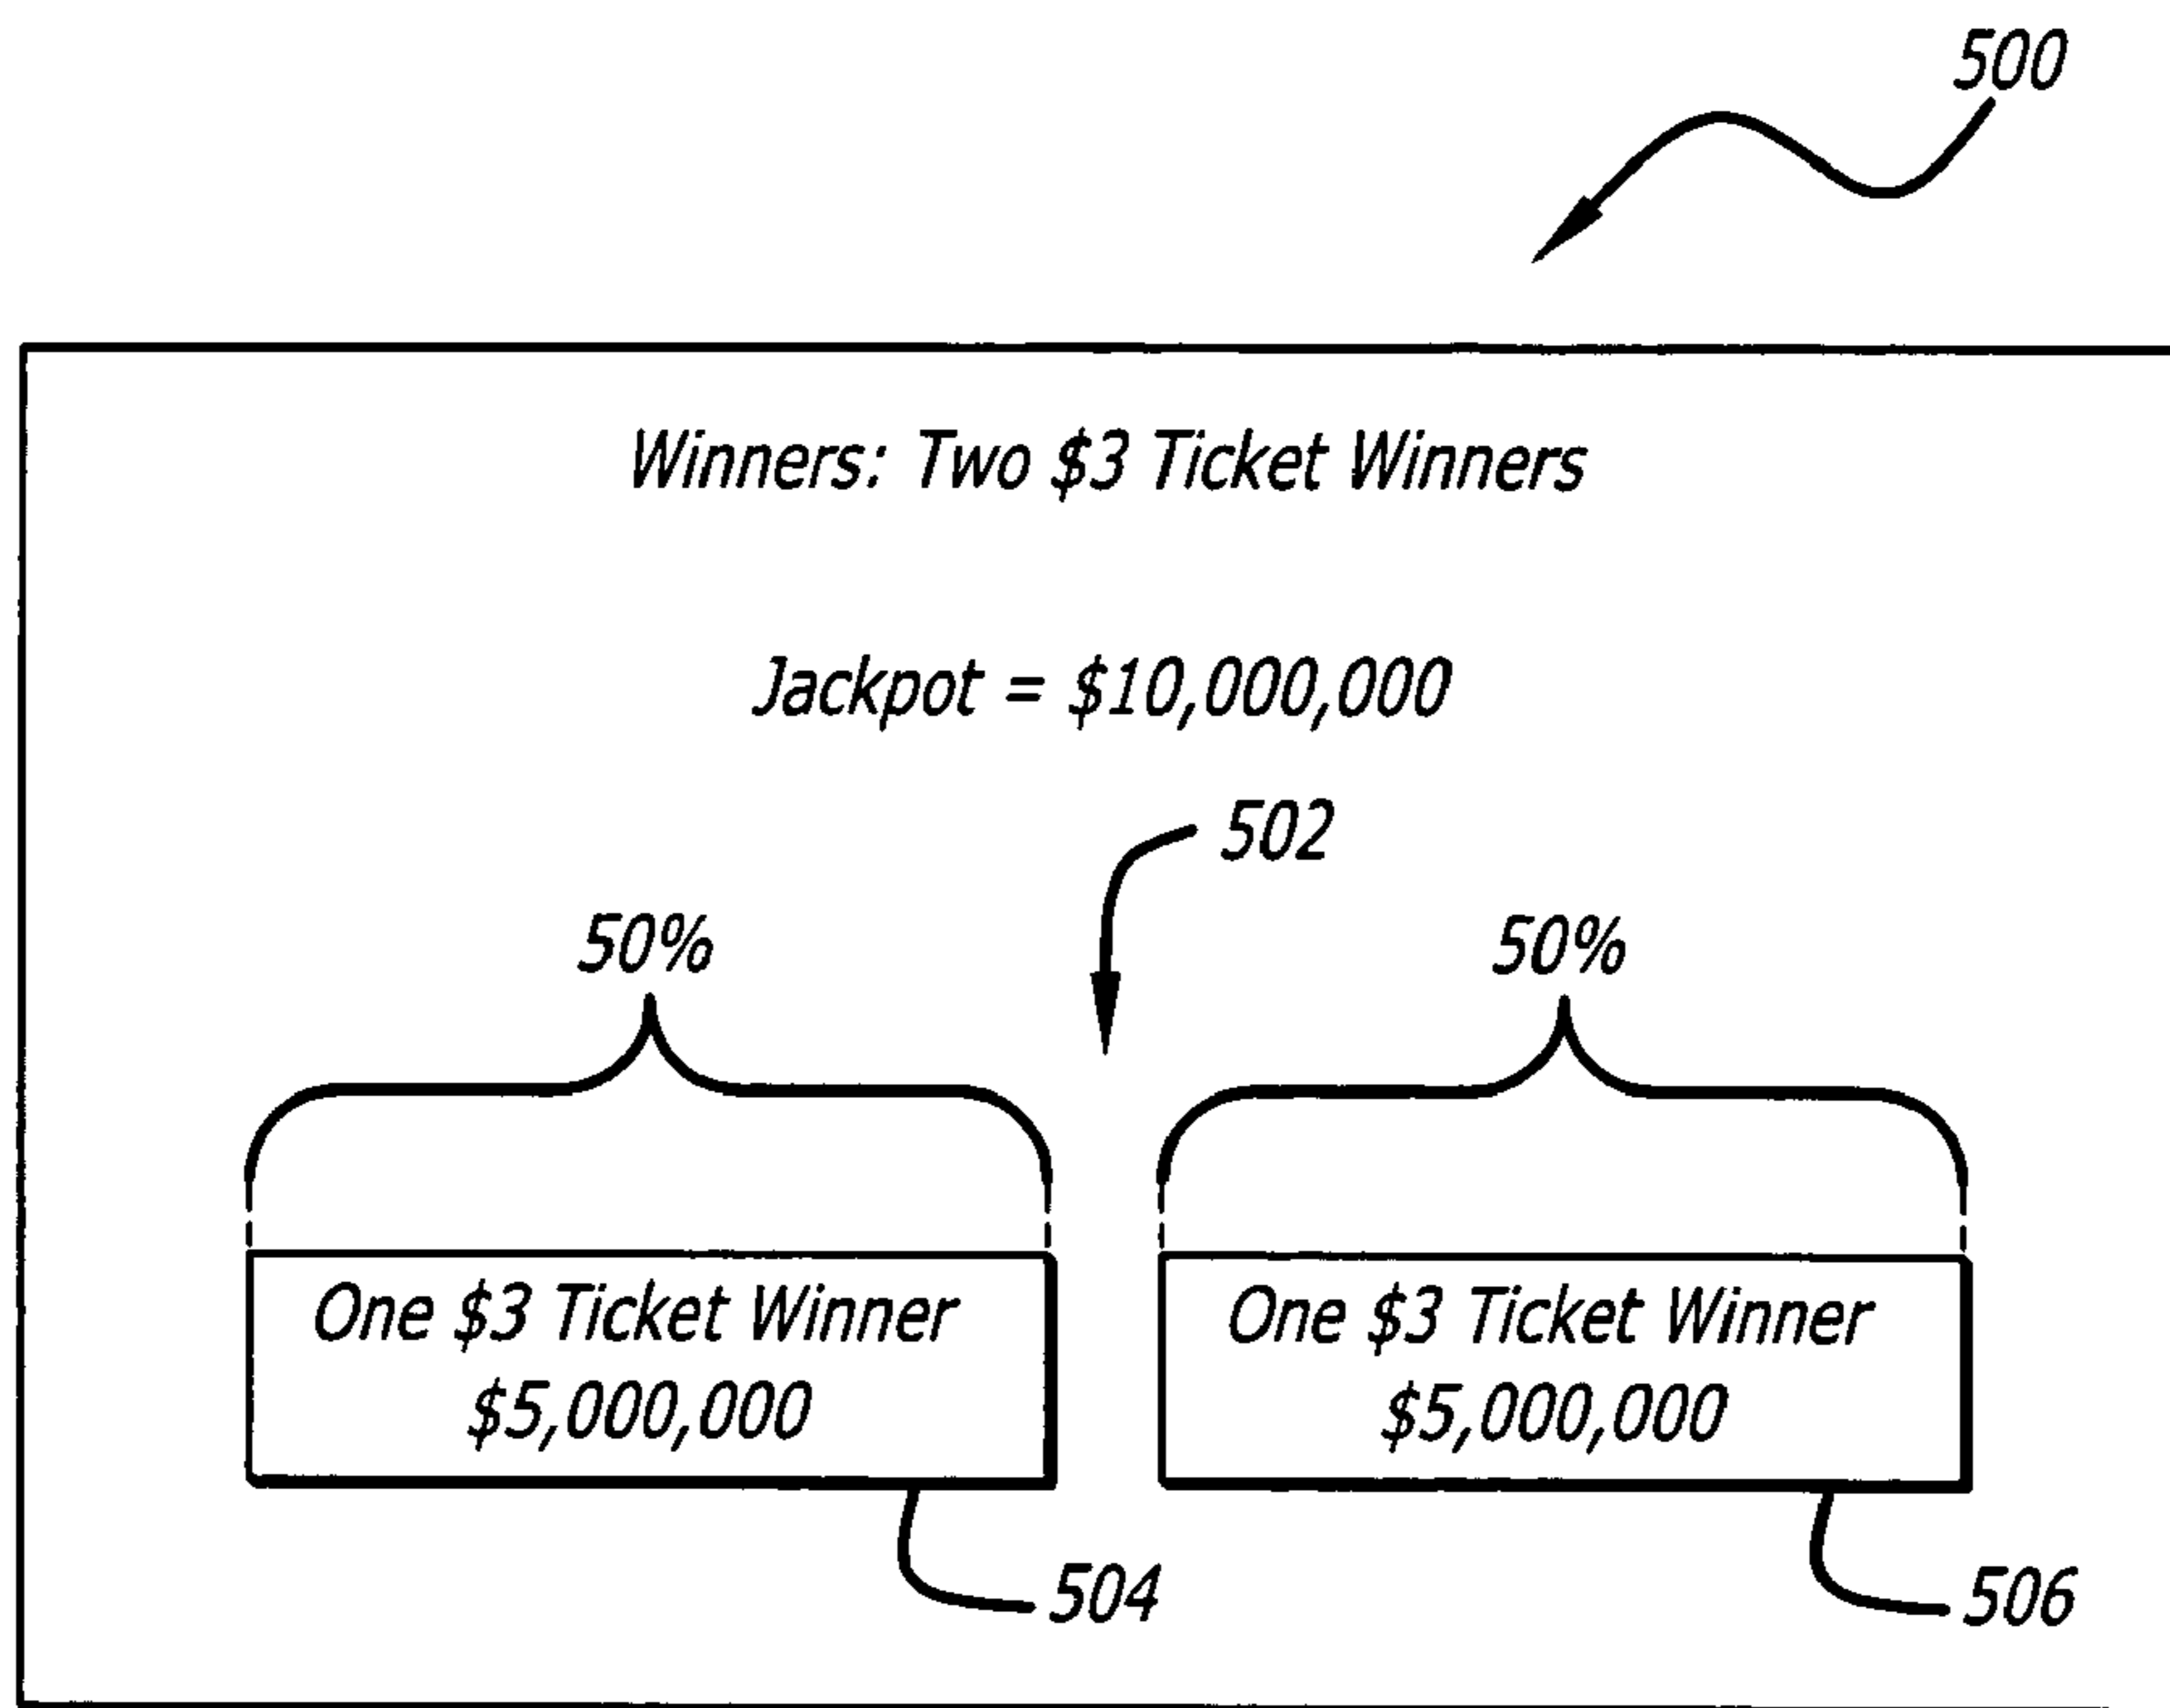 500
Winners: Two $3 Ticket Winners
Jackpot = $10,000,000
502
50% 50%
One $3 Ticket Winner One $3 Ticket Winner
$5,000,000 $5,000,000
504 506